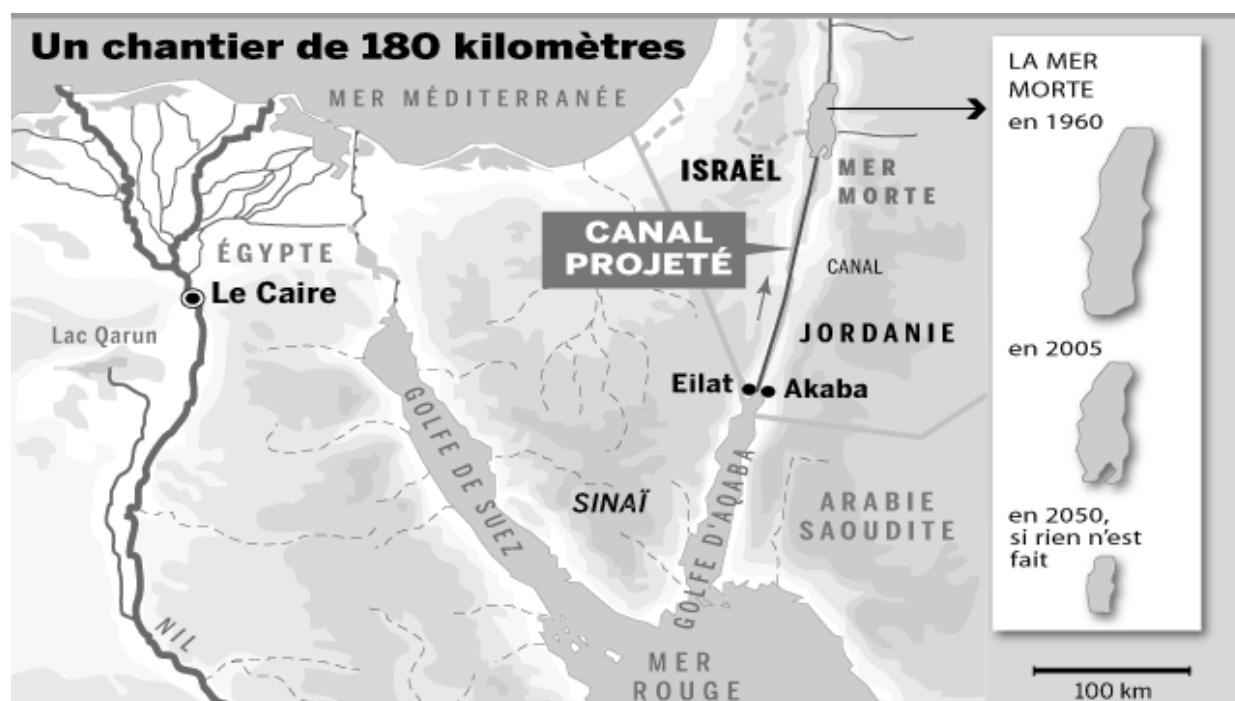 Un chantier de 180 kilomètres
MER MÉDITERRANÉE
ISRAËL
MER
MORTE
CANAL
PROJETÉ
CANAL
ÉGYPTE
Le Caire
Lac Qarun
JORDANIE
Eilat
Akaba
GOLFE DE SUEZ
SINAÏ
GOLFE D'AQABA
ARABIE
SAOUDITE
NIL
MER
ROUGE
LA MER
MORTE
en 1960
en 2005
en 2050,
si rien n'est
fait
100 km